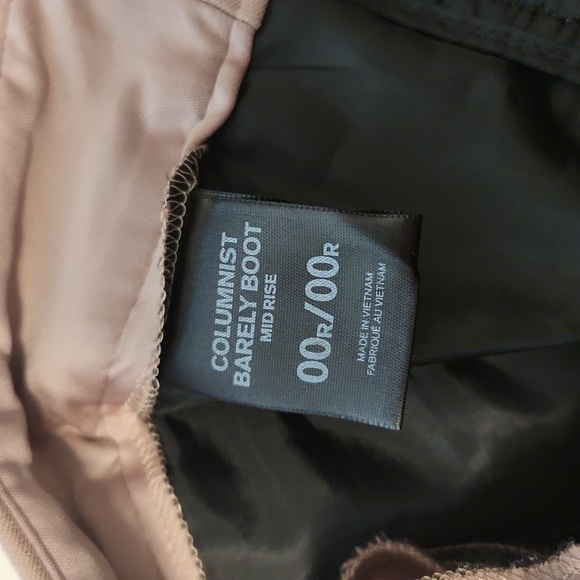 COLUMNIST
BARELY BOOT
MID RISE
00R/00R
MADE IN VIETNAM
FABRIQUÉ AU VIETNAM